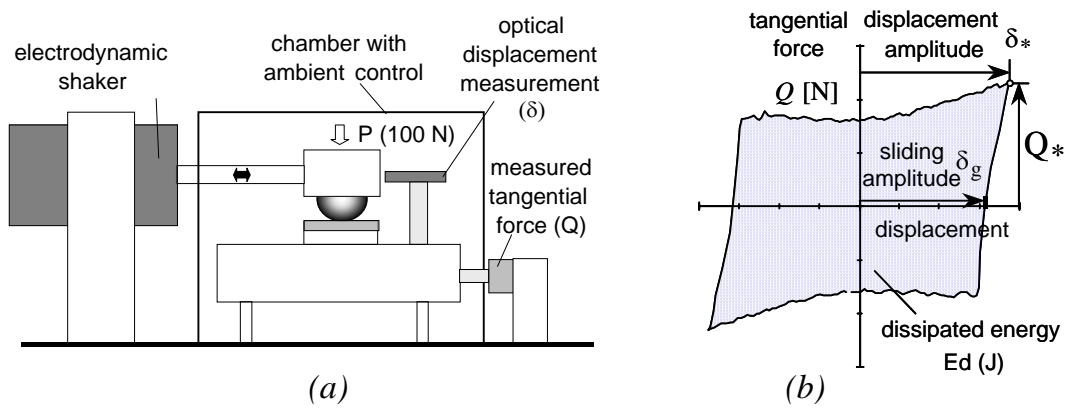 electrodynamic
shaker
chamber with
ambient control
optical
displacement
measurement
(δ)
P (100 N)
measured
tangential
force (Q)
(a)
tangential
force
Q [N]
displacement
amplitude
δ*
Q*
sliding
amplitude δg
displacement
dissipated energy
Ed (J)
(b)